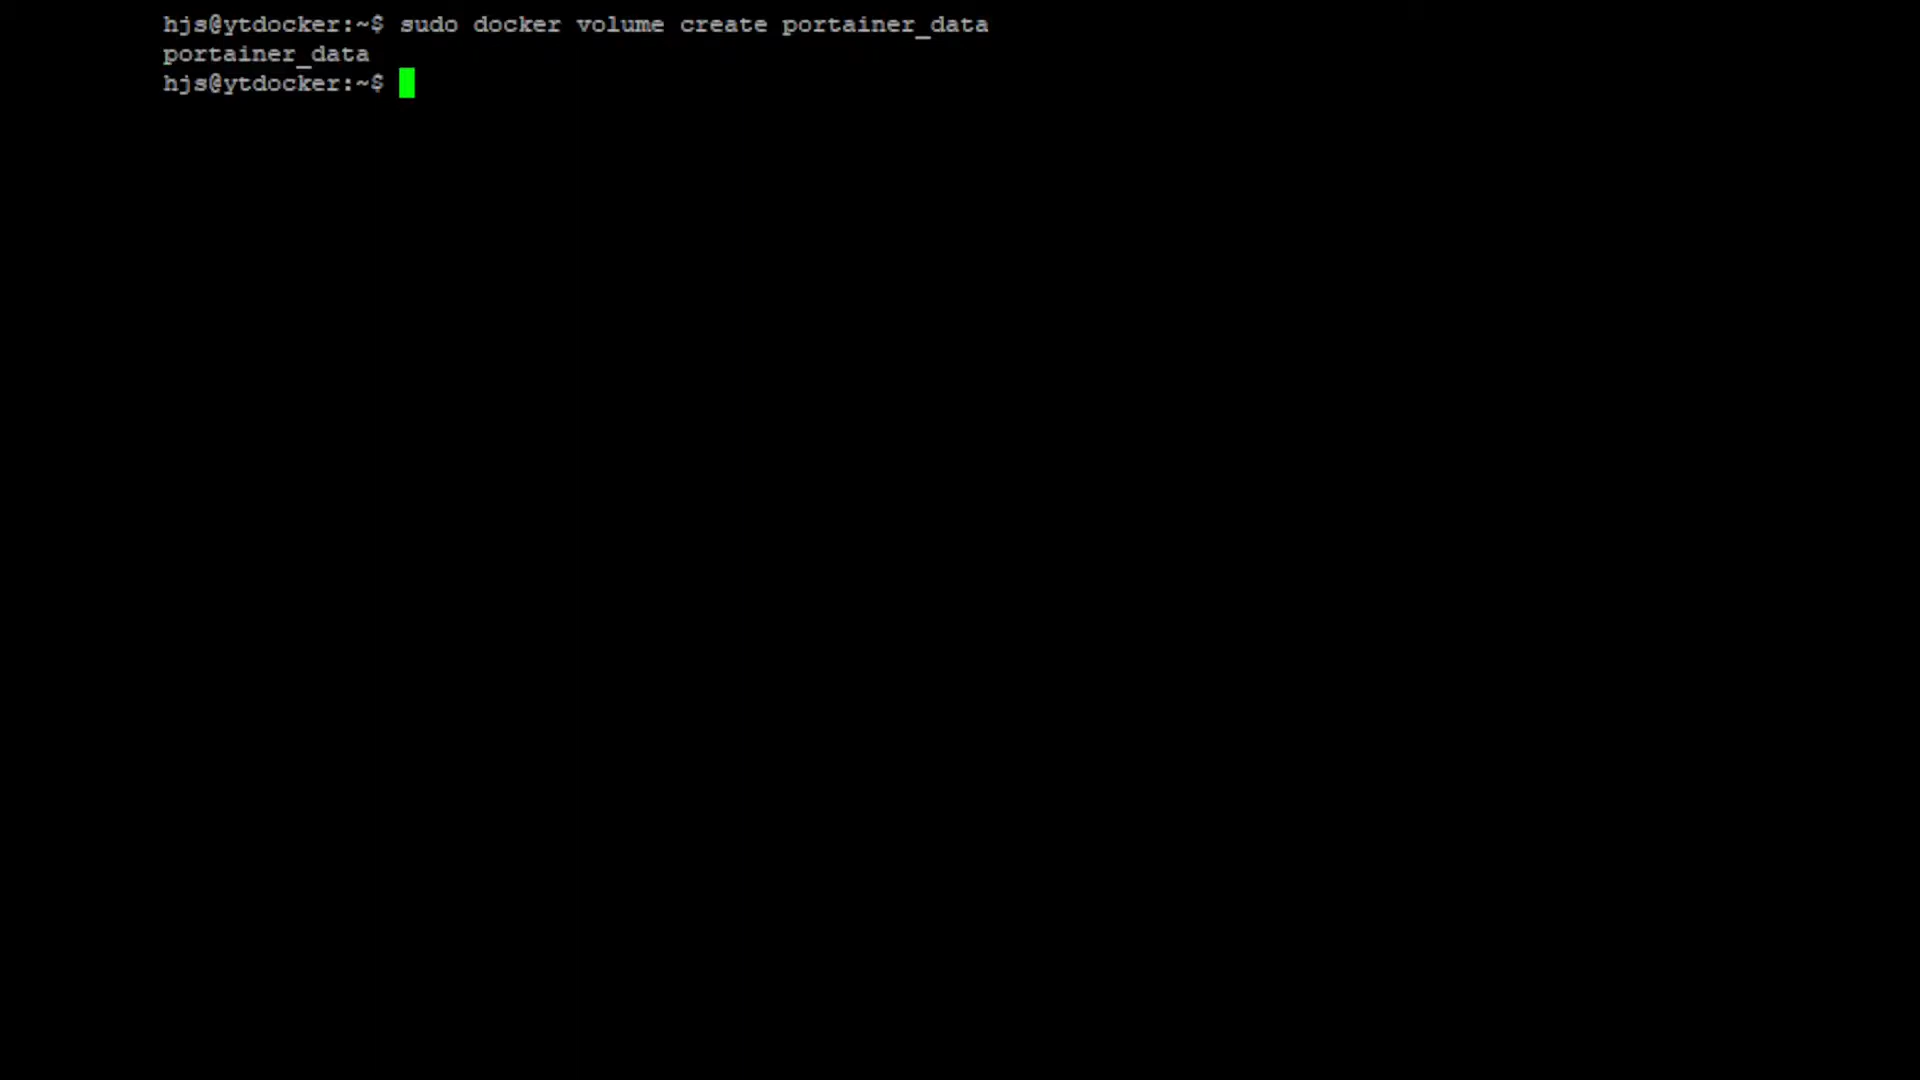 hjs@ytdocker:~$ sudo docker volume create portainer_data
portainer_data
hjs@ytdocker:~$